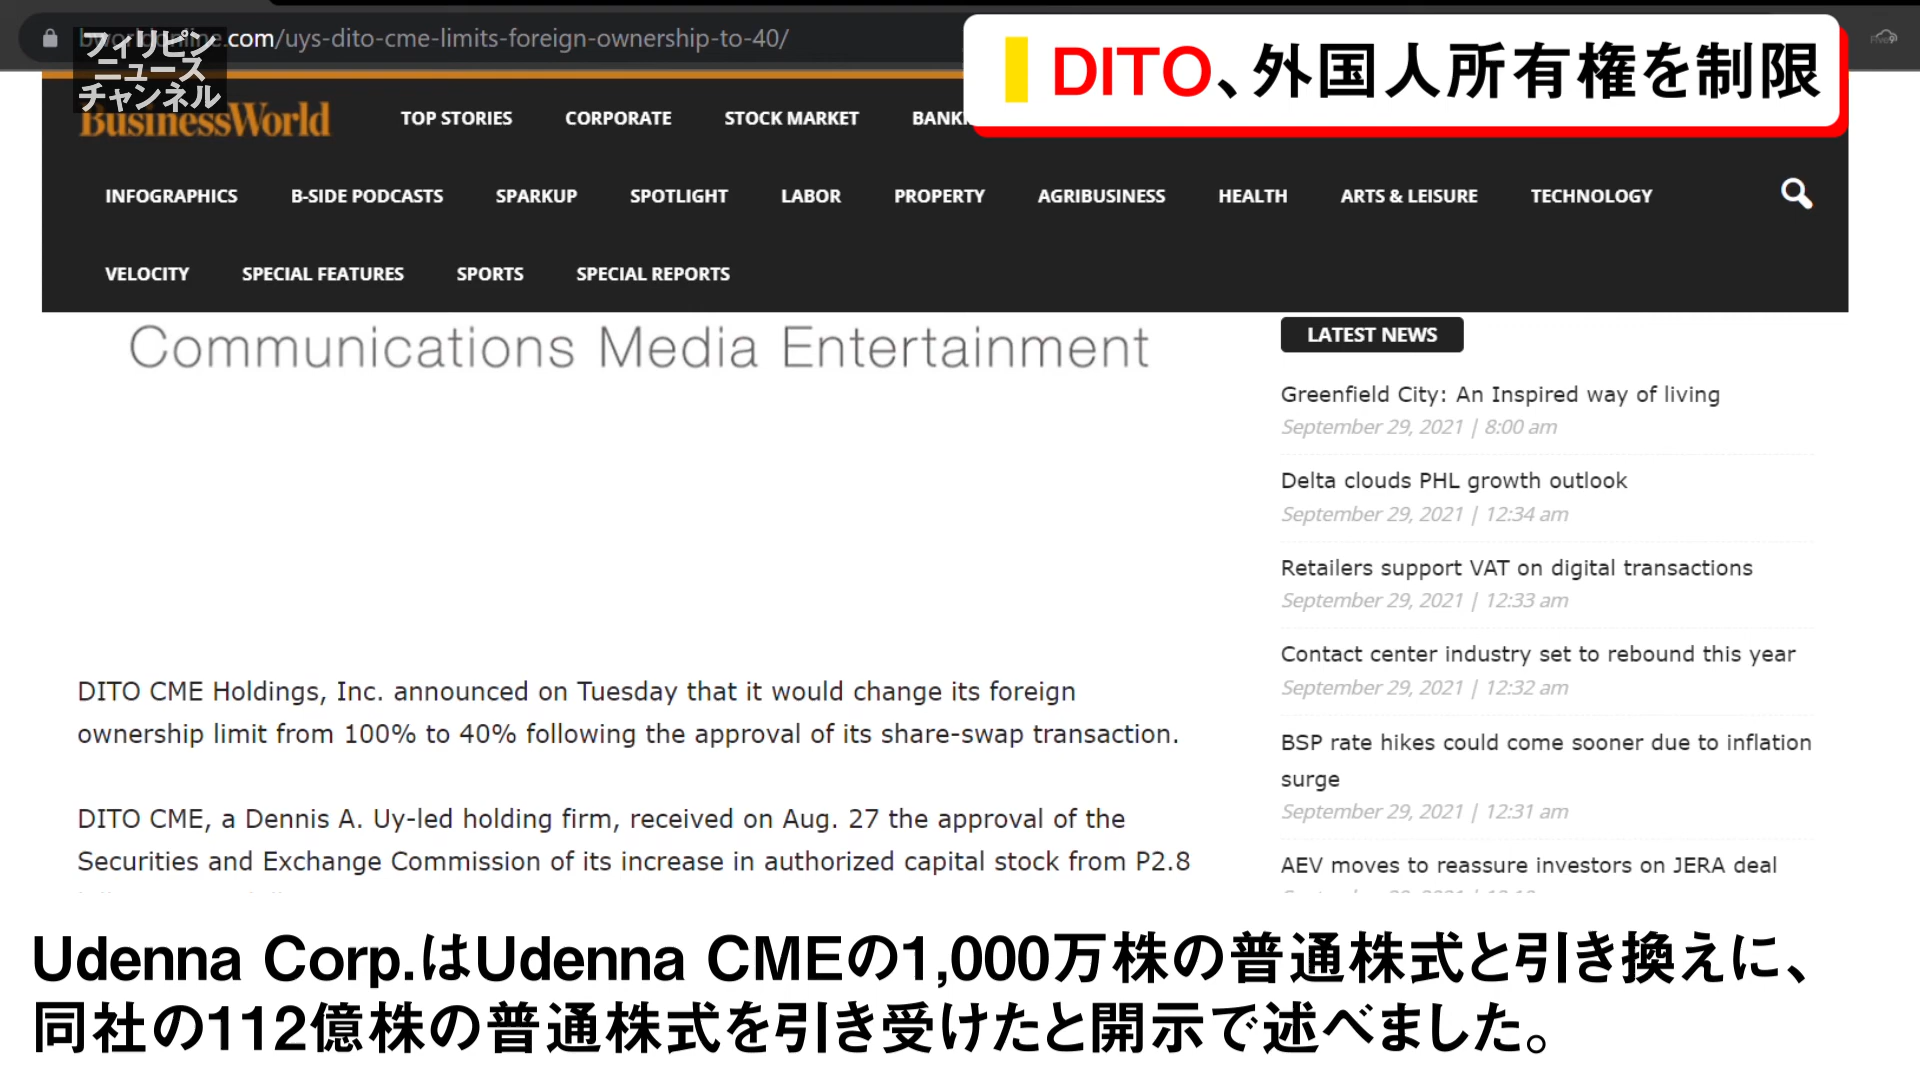 bworldonline.com/uys-dito-cme-limits-foreign-ownership-to-40/
フィリピン
ニュース
チャンネル
DITO、外国人所有権を制限
BusinessWorld
TOP STORIES CORPORATE STOCK MARKET
INFOGRAPHICS B-SIDE PODCASTS SPARKUP SPOTLIGHT LABOR PROPERTY AGRIBUSINESS HEALTH ARTS & LEISURE TECHNOLOGY
VELOCITY SPECIAL FEATURES SPORTS SPECIAL REPORTS
Communications Media Entertainment
DITO CME Holdings, Inc. announced on Tuesday that it would change its foreign
ownership limit from 100% to 40% following the approval of its share-swap transaction.
DITO CME, a Dennis A. Uy-led holding firm, received on Aug. 27 the approval of the
Securities and Exchange Commission of its increase in authorized capital stock from P2.8
LATEST NEWS
Greenfield City: An Inspired way of living
September 29, 2021 | 8:00 am
Delta clouds PHL growth outlook
September 29, 2021 | 12:34 am
Retailers support VAT on digital transactions
September 29, 2021 | 12:33 am
Contact center industry set to rebound this year
September 29, 2021 | 12:32 am
BSP rate hikes could come sooner due to inflation
surge
September 29, 2021 | 12:31 am
AEV moves to reassure investors on JERA deal
Udenna Corp.はUdenna CMEの1,000万株の普通株式と引き換えに、
同社の112億株の普通株式を引き受けたと開示で述べました。